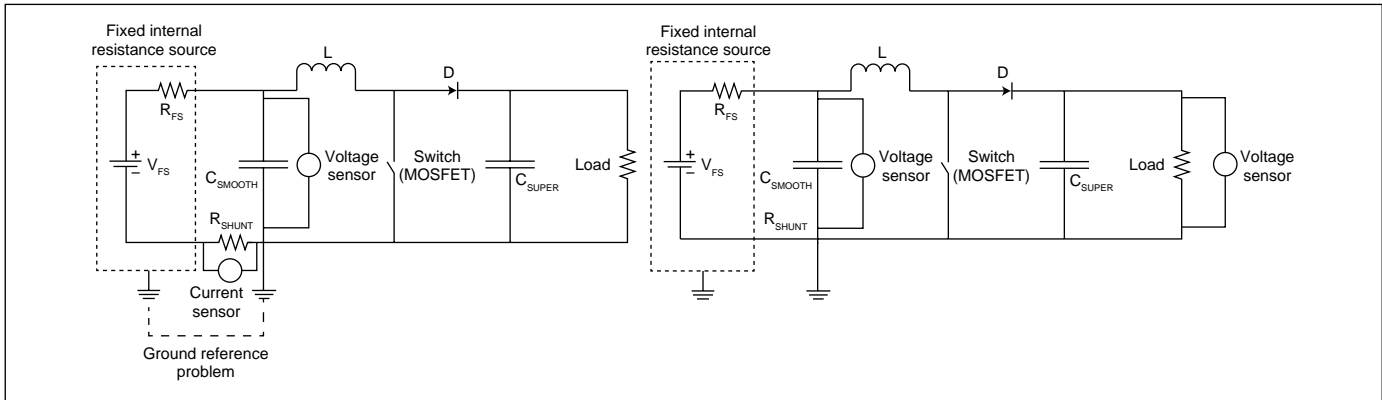 Fixed internal
resistance source
L
D
R_FS
V_FS
C_SMOOTH
Voltage
sensor
Switch
(MOSFET)
C_SUPER
Load
R_SHUNT
Current
sensor
Ground reference
problem
Fixed internal
resistance source
L
D
R_FS
V_FS
C_SMOOTH
Voltage
sensor
Switch
(MOSFET)
C_SUPER
Load
Voltage
sensor
R_SHUNT